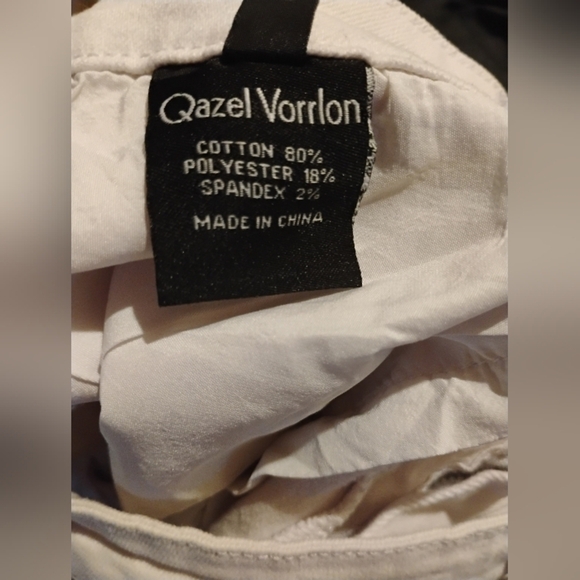 Qazel Vorrlon
COTTON 80%
POLYESTER 18%
SPANDEX 2%
MADE IN CHINA